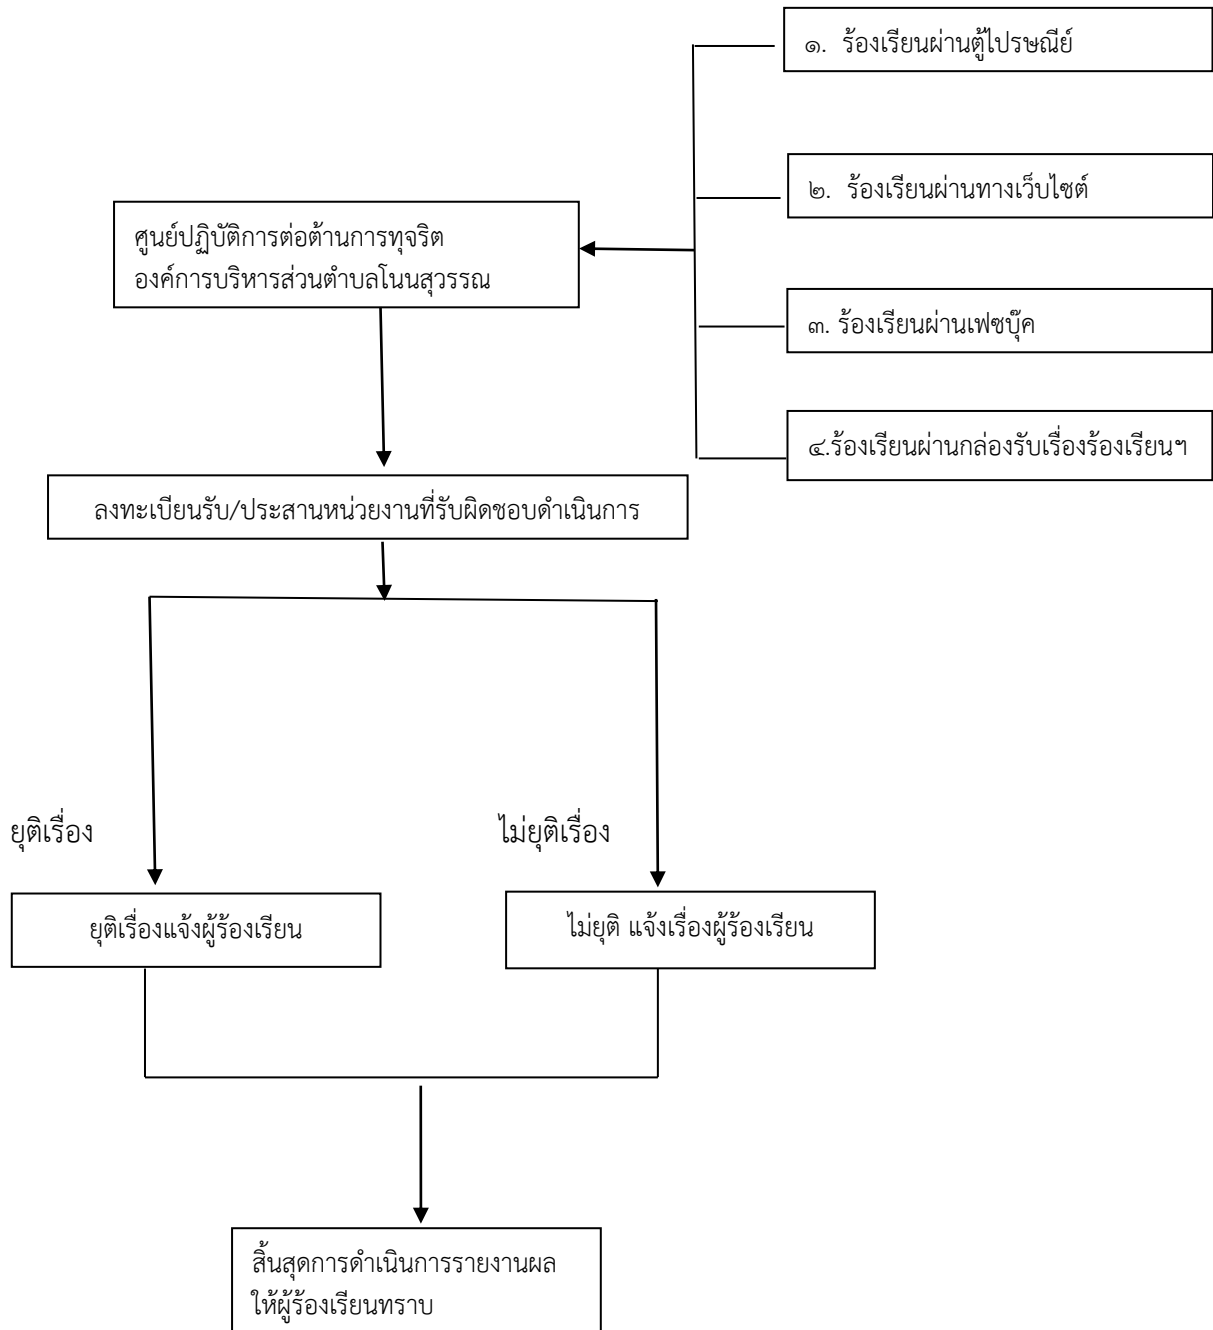 ๑. ร้องเรียนผ่านตู้ไปรษณีย์
๒. ร้องเรียนผ่านทางเว็บไซต์
ศูนย์ปฏิบัติการต่อต้านการทุจริต
องค์การบริหารส่วนตำบลโนนสุวรรณ
๓. ร้องเรียนผ่านเฟซบุ๊ค
๔.ร้องเรียนผ่านกล่องรับเรื่องร้องเรียนฯ
ลงทะเบียนรับ/ประสานหน่วยงานที่รับผิดชอบดำเนินการ
ยุติเรื่อง
ไม่ยุติเรื่อง
ยุติเรื่องแจ้งผู้ร้องเรียน
ไม่ยุติ แจ้งเรื่องผู้ร้องเรียน
สิ้นสุดการดำเนินการรายงานผล
ให้ผู้ร้องเรียนทราบ